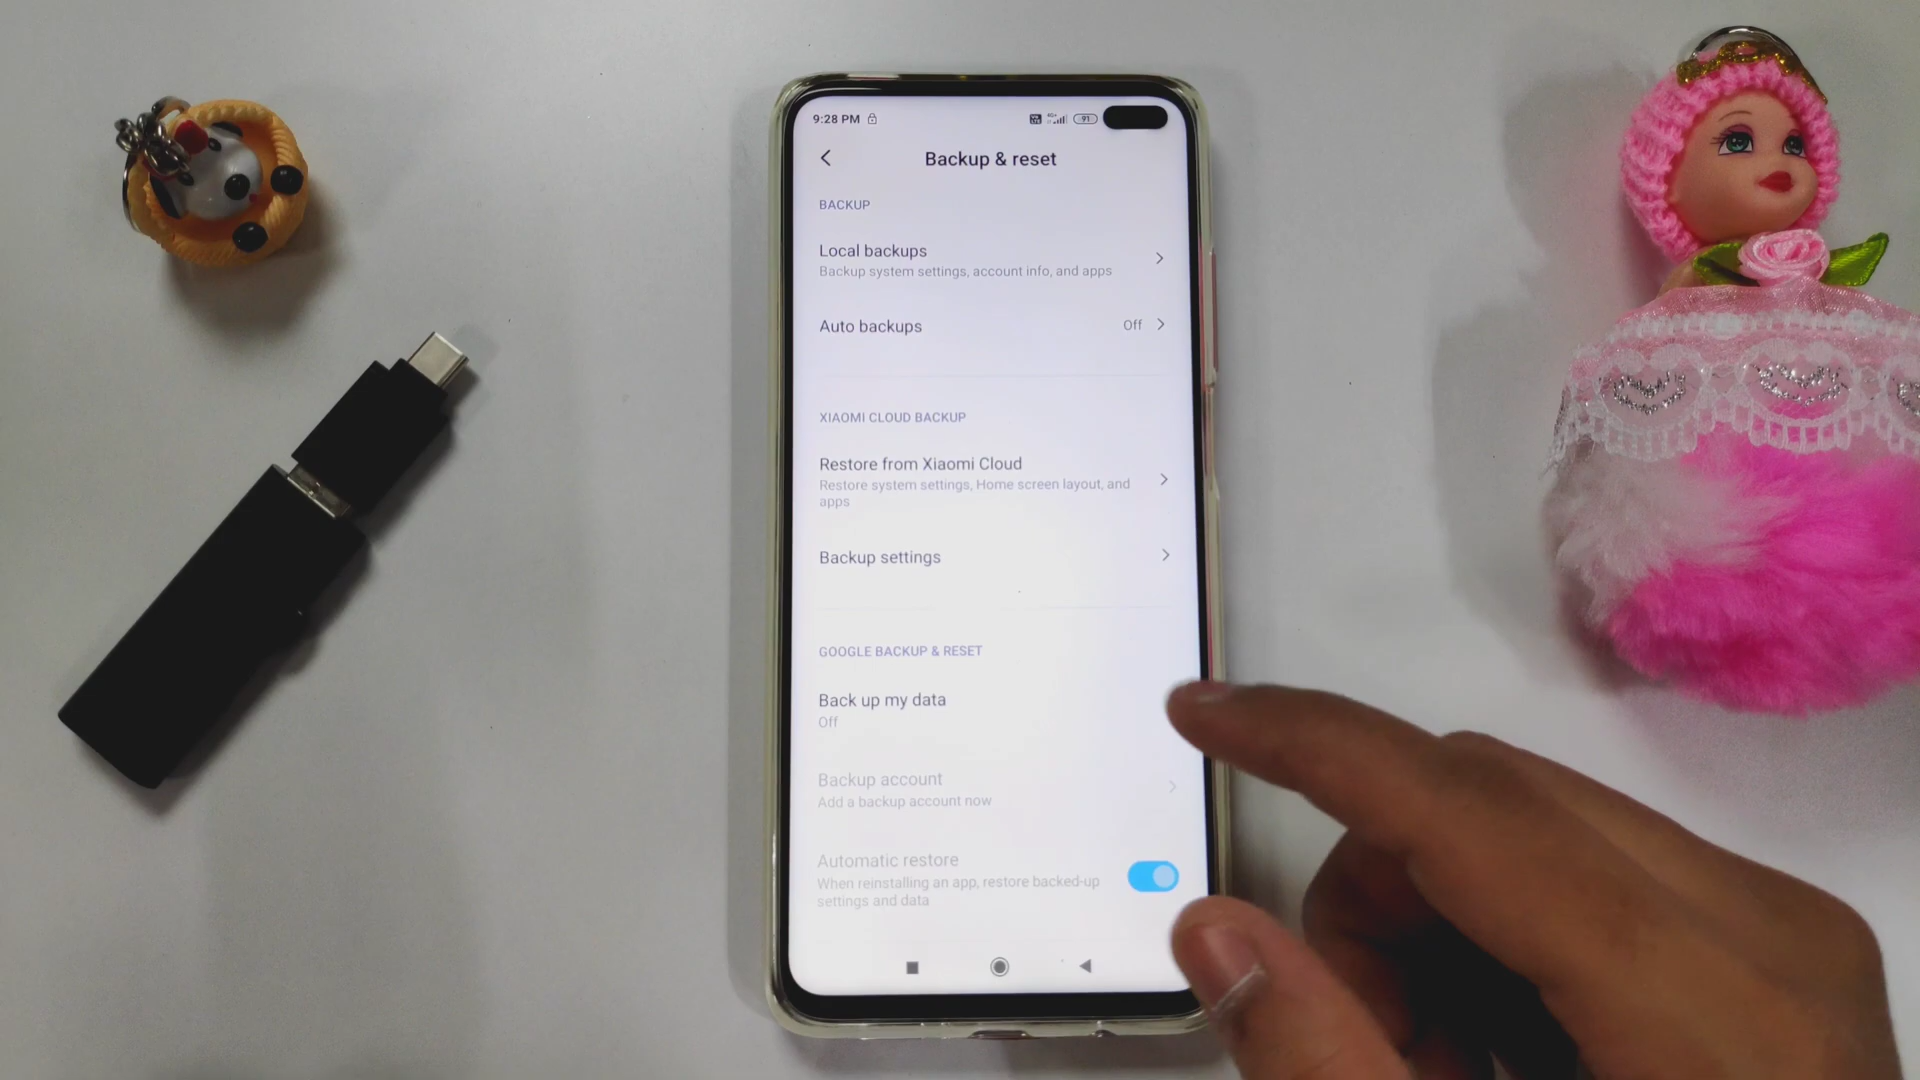 9:28 PM
91
Backup & reset
BACKUP
Local backups
Backup system settings, account info, and apps
Auto backups
Off
XIAOMI CLOUD BACKUP
Restore from Xiaomi Cloud
Restore system settings, Home screen layout, and
apps
Backup settings
GOOGLE BACKUP & RESET
Back up my data
Off
Backup account
Add a backup account now
Automatic restore
When reinstalling an app, restore backed-up
settings and data